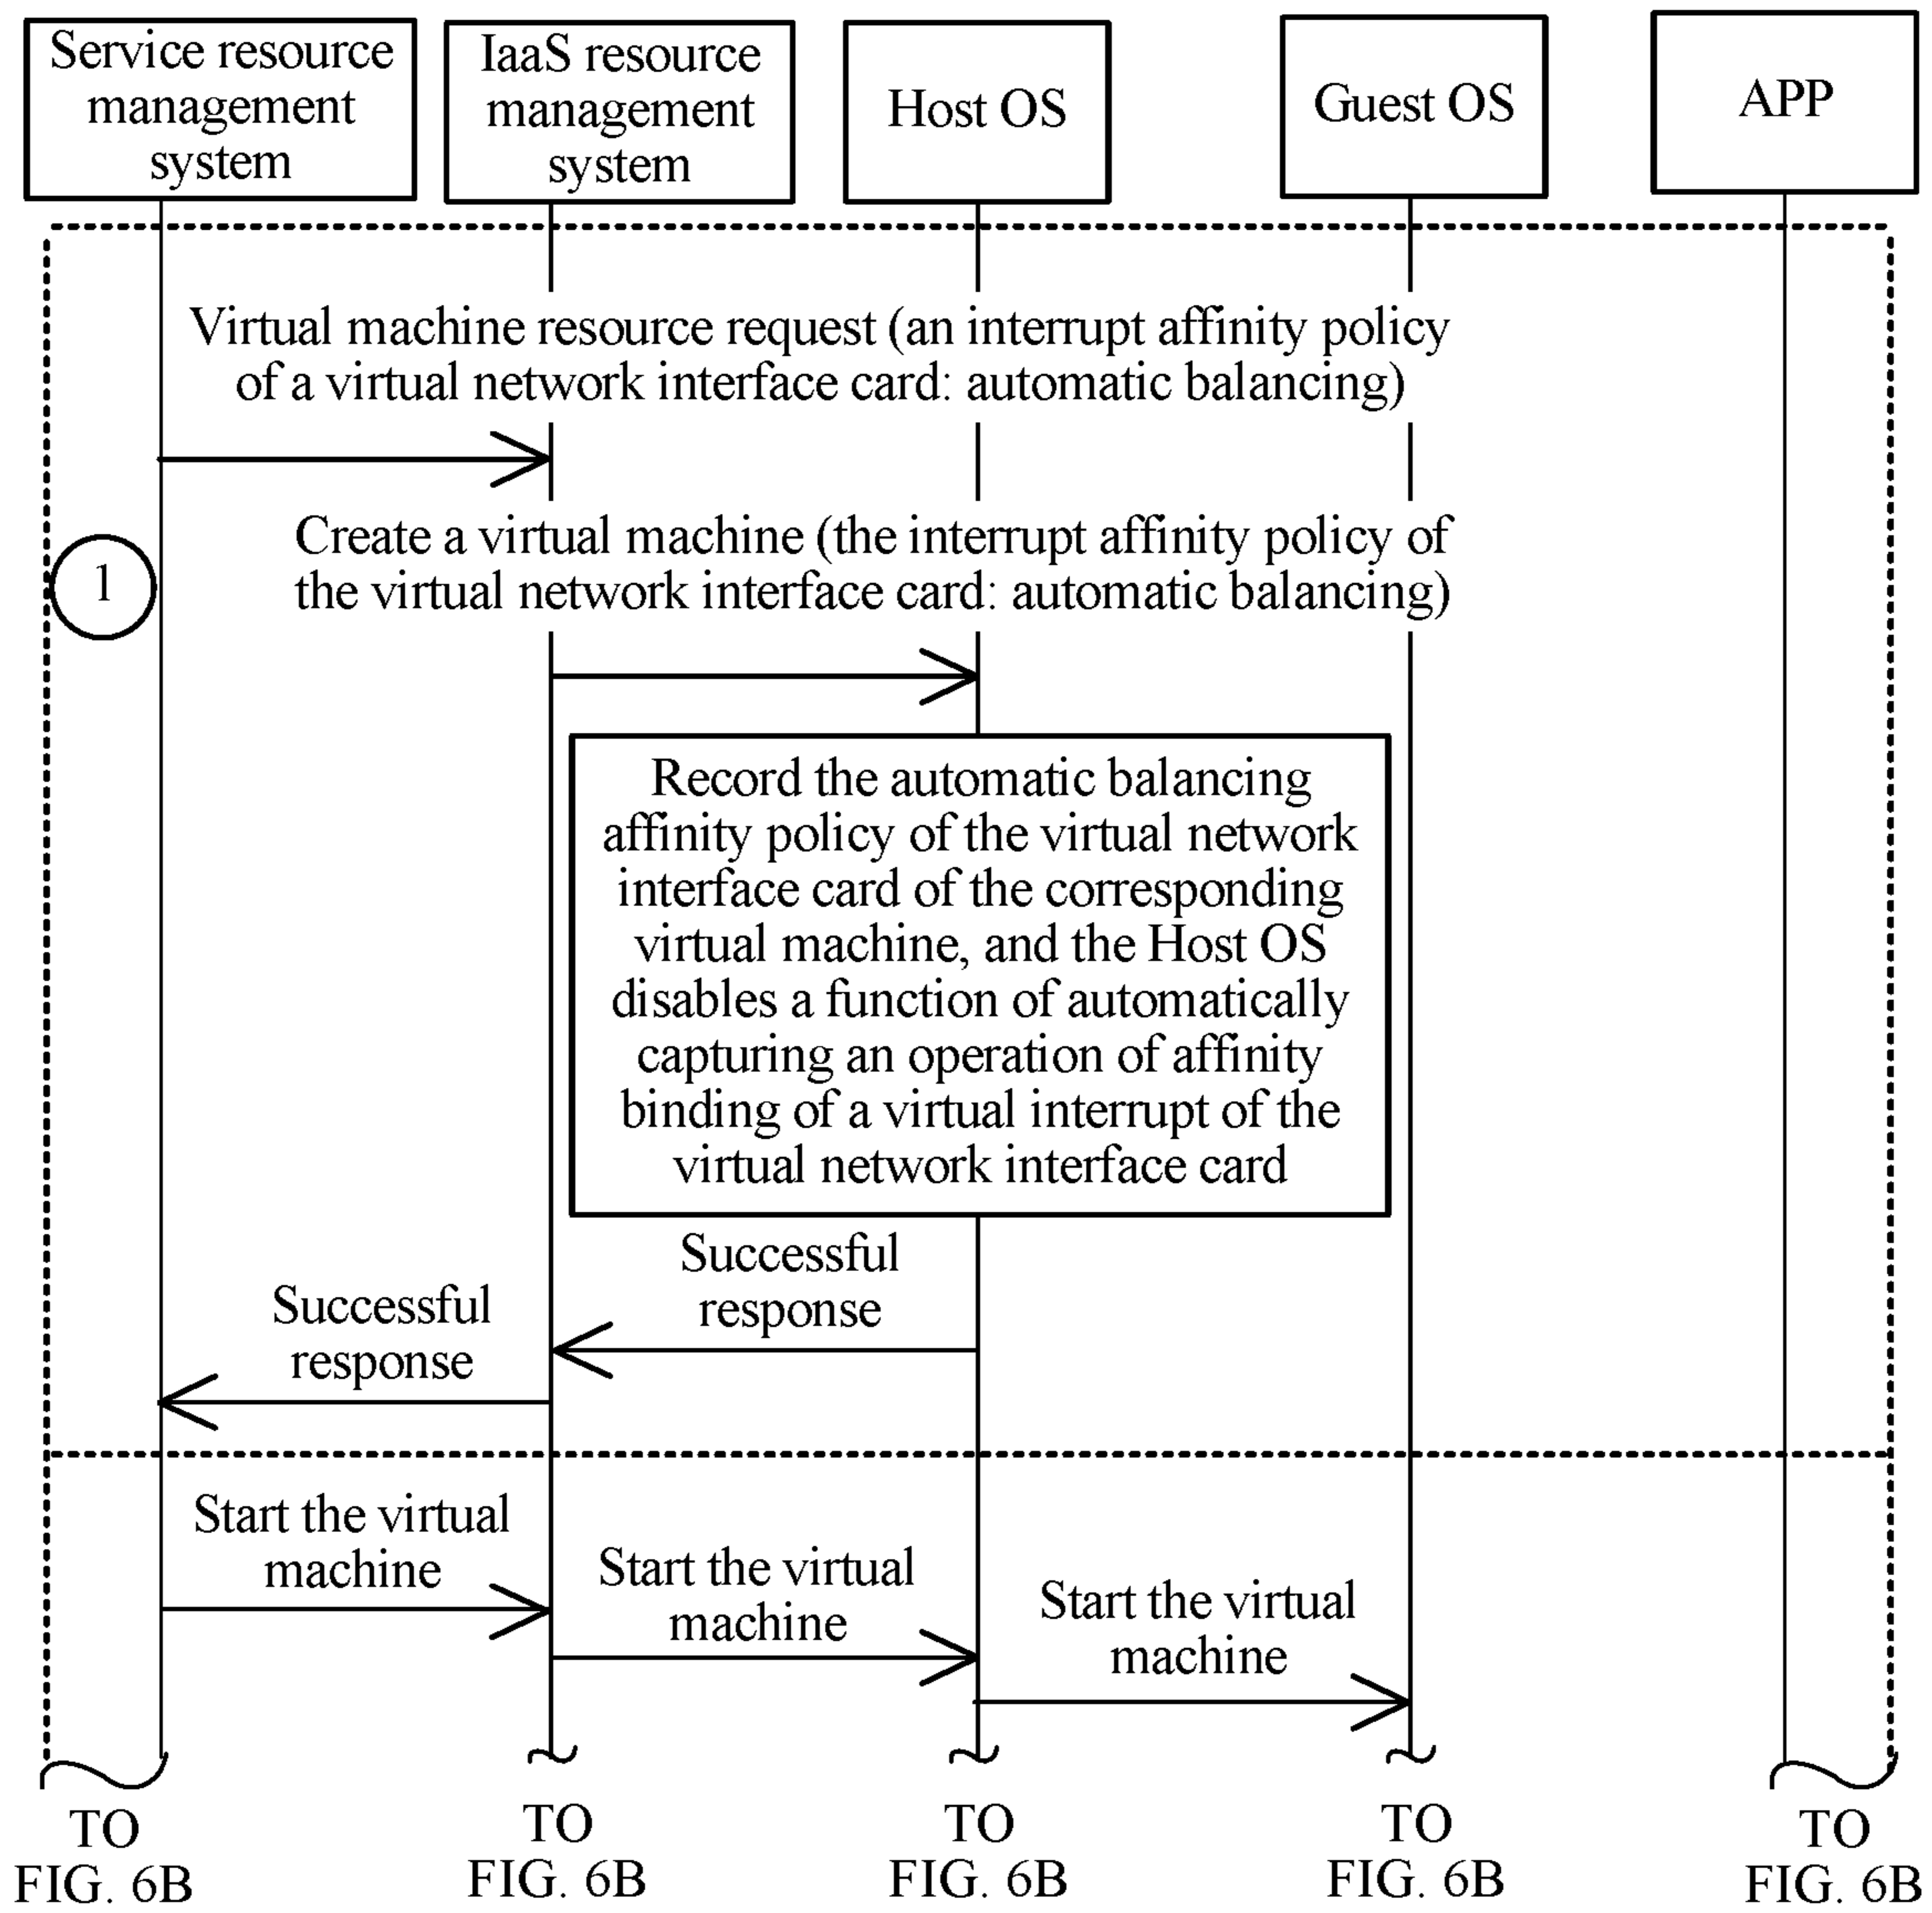 Service resource
management
system
IaaS resource
management
system
Host OS
Guest OS
APP
Virtual machine resource request (an interrupt affinity policy
of a virtual network interface card: automatic balancing)
Create a virtual machine (the interrupt affinity policy of
the virtual network interface card: automatic balancing)
1
Record the automatic balancing
affinity policy of the virtual network
interface card of the corresponding
virtual machine, and the Host OS
disables a function of automatically
capturing an operation of affinity
binding of a virtual interrupt of the
virtual network interface card
Successful
response
Successful
response
Start the virtual
machine
Start the virtual
machine
Start the virtual
machine
TO
FIG. 6B
TO
FIG. 6B
TO
FIG. 6B
TO
FIG. 6B
TO
FIG. 6B